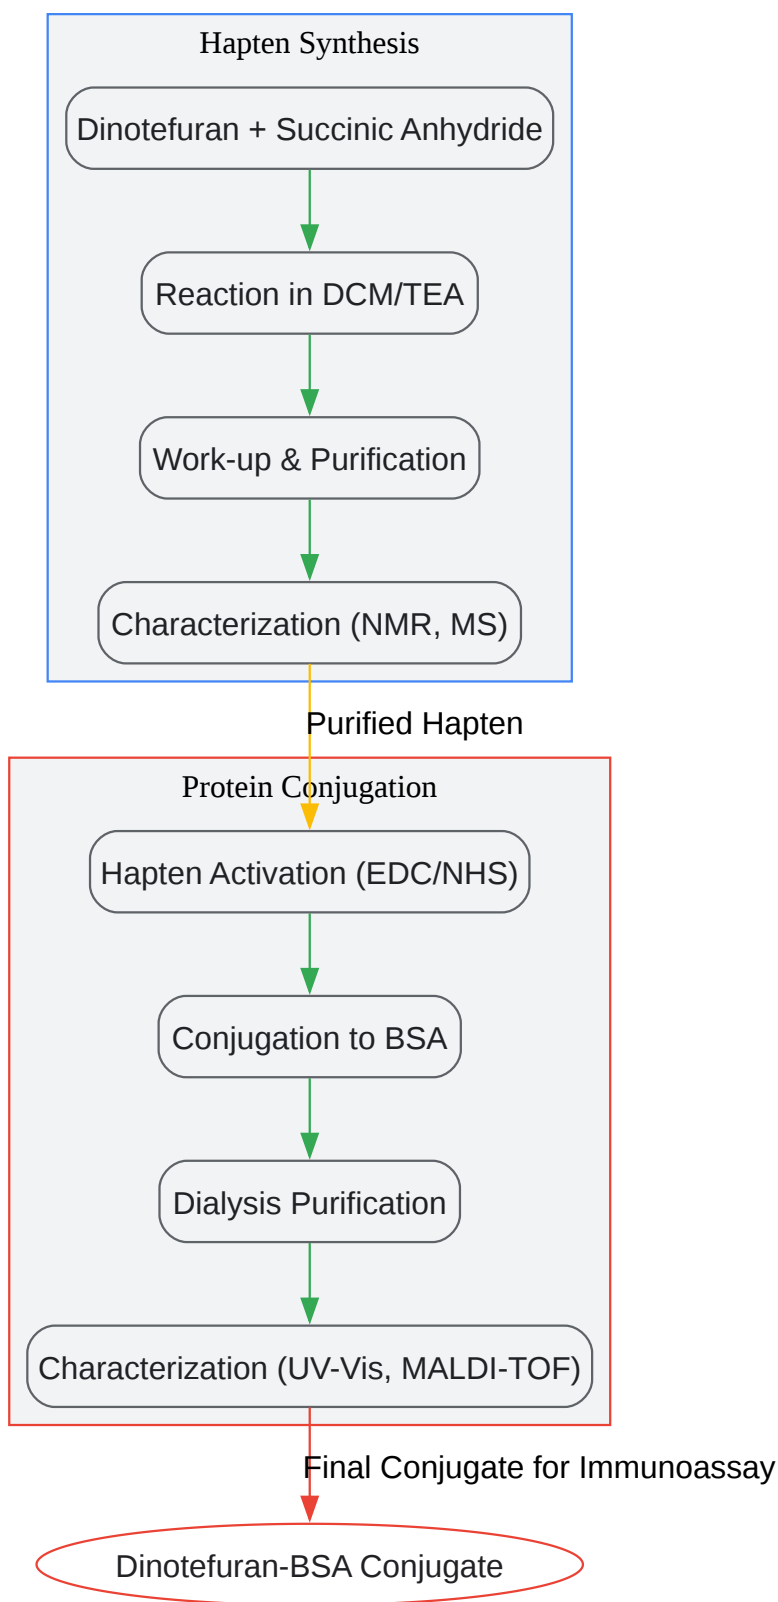 Hapten Synthesis
Dinotefuran + Succinic Anhydride
Reaction in DCM/TEA
Work-up & Purification
Characterization (NMR, MS)
Purified Hapten
Protein Conjugation
Hapten Activation (EDC/NHS)
Conjugation to BSA
Dialysis Purification
Characterization (UV-Vis, MALDI-TOF)
Final Conjugate for Immunoassay
Dinotefuran-BSA Conjugate